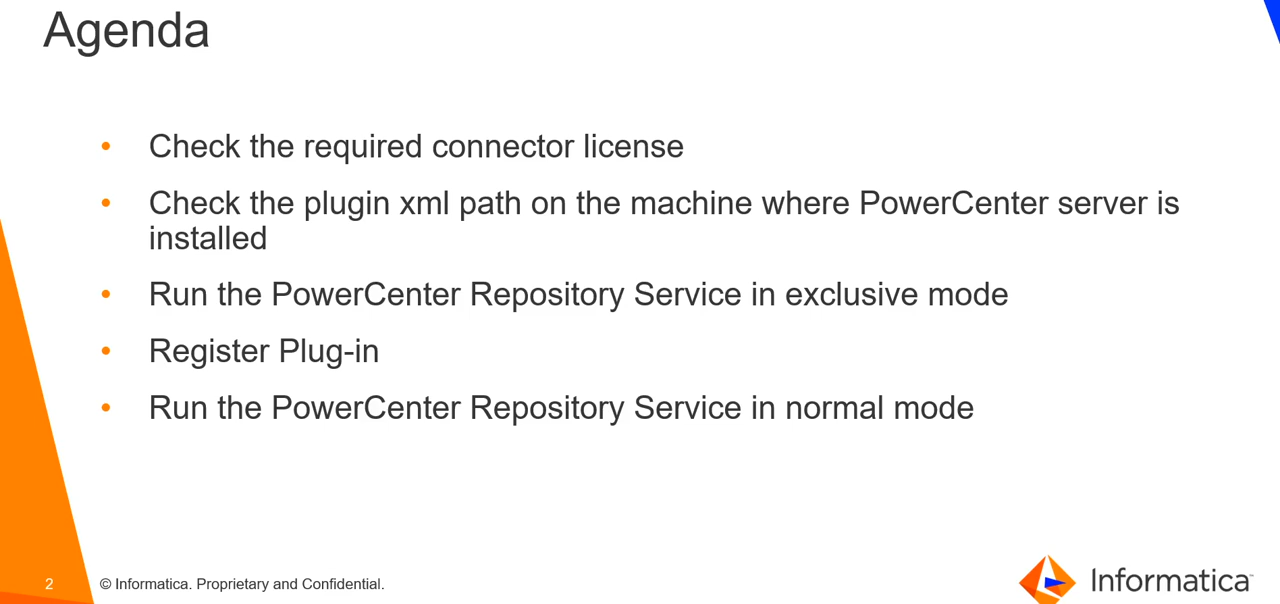 Agenda
• Check the required connector license
• Check the plugin xml path on the machine where PowerCenter server is
installed
• Run the PowerCenter Repository Service in exclusive mode
• Register Plug-in
• Run the PowerCenter Repository Service in normal mode
2 © Informatica. Proprietary and Confidential.
Informatica™